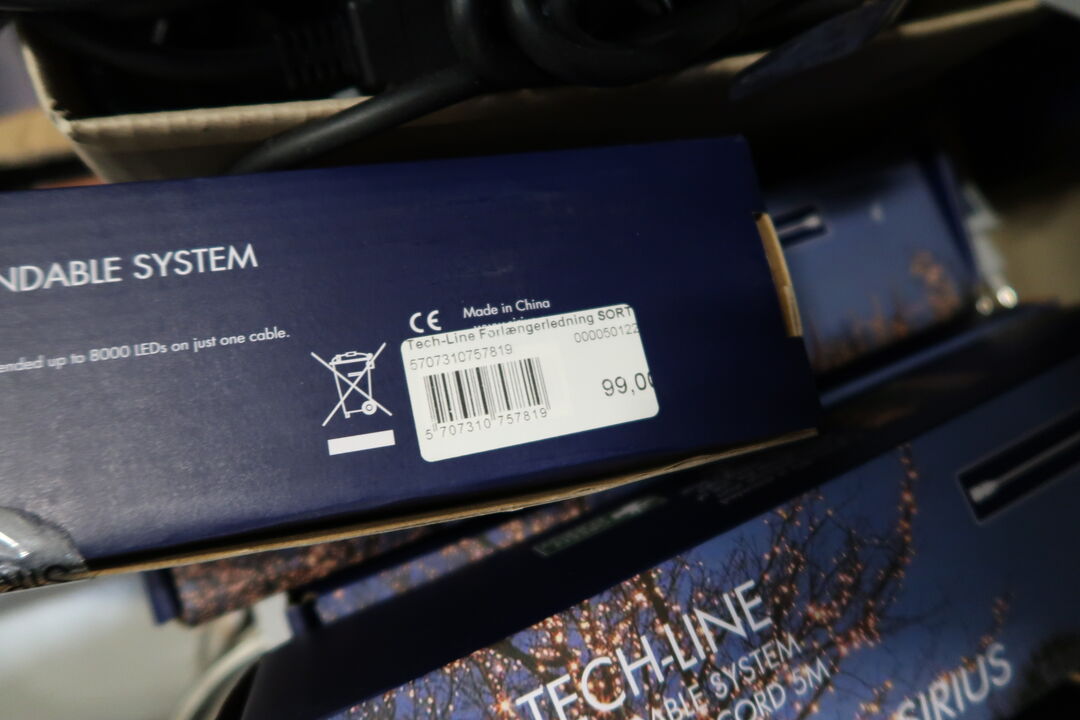 NDABLE SYSTEM
ended up to 8000 LEDs on just one cable.
CE
Made in China
Tech-Line Forlængerledning SORT
5707310757819
000050122
99,00
5 707310 757819
TECH-LINE
ABLE SYSTEM
CORD 5M
SIRIUS